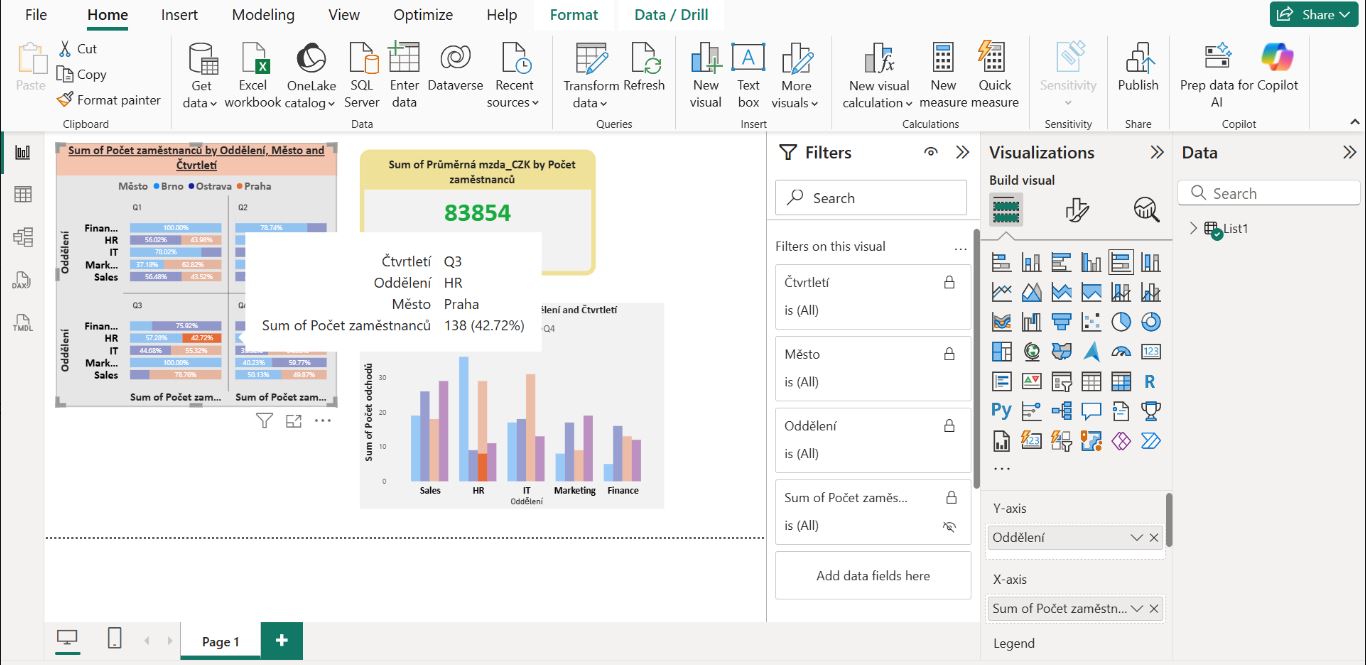 File Home Insert Modeling View Optimize Help Format Data / Drill Share
Paste Cut Copy Format painter
Get data Excel workbook OneLake catalog SQL Server Enter data Dataverse Recent sources
Transform data Refresh
New visual Text box More visuals
New visual calculation New measure Quick measure
Sensitivity Publish Prep data for AI Copilot
Clipboard Data Queries Insert Calculations Sensitivity Share Copilot
DAX
TMDL
Sum of Počet zaměstnanců by Oddělení, Město and
Čtvrtletí
Město Brno Ostrava Praha
Q1 Q2
Oddělení
Finan... 100.00% 78.74%
HR 56.02% 43.98%
IT 70.02%
Mark... 37.18% 62.82%
Sales 56.48% 43.52%
Q3
Oddělení
Finan... 75.92%
HR 57.28% 42.72%
IT 44.68% 55.32%
Mark... 100.00% 40.23% 59.77%
Sales 78.76% 50.13% 49.87%
Sum of Počet zam... Sum of Počet zam...
Sum of Průměrná mzda_CZK by Počet
zaměstnanců
83854
Čtvrtletí Q3
Oddělení HR
Město Praha
Sum of Počet zaměstnanců 138 (42.72%)
and Čtvrtletí
Q4
Sum of Počet odchodů
30
20
10
0
Sales HR IT Marketing Finance
Oddělení
Page 1 +
Filters
Search
Filters on this visual ...
Čtvrtletí
is (All)
Město
is (All)
Oddělení
is (All)
Sum of Počet zaměs...
is (All)
Add data fields here
Visualizations
Build visual
123
R
Py
123
...
Y-axis
Oddělení
X-axis
Sum of Počet zaměstn...
Legend
Data
Search
List1